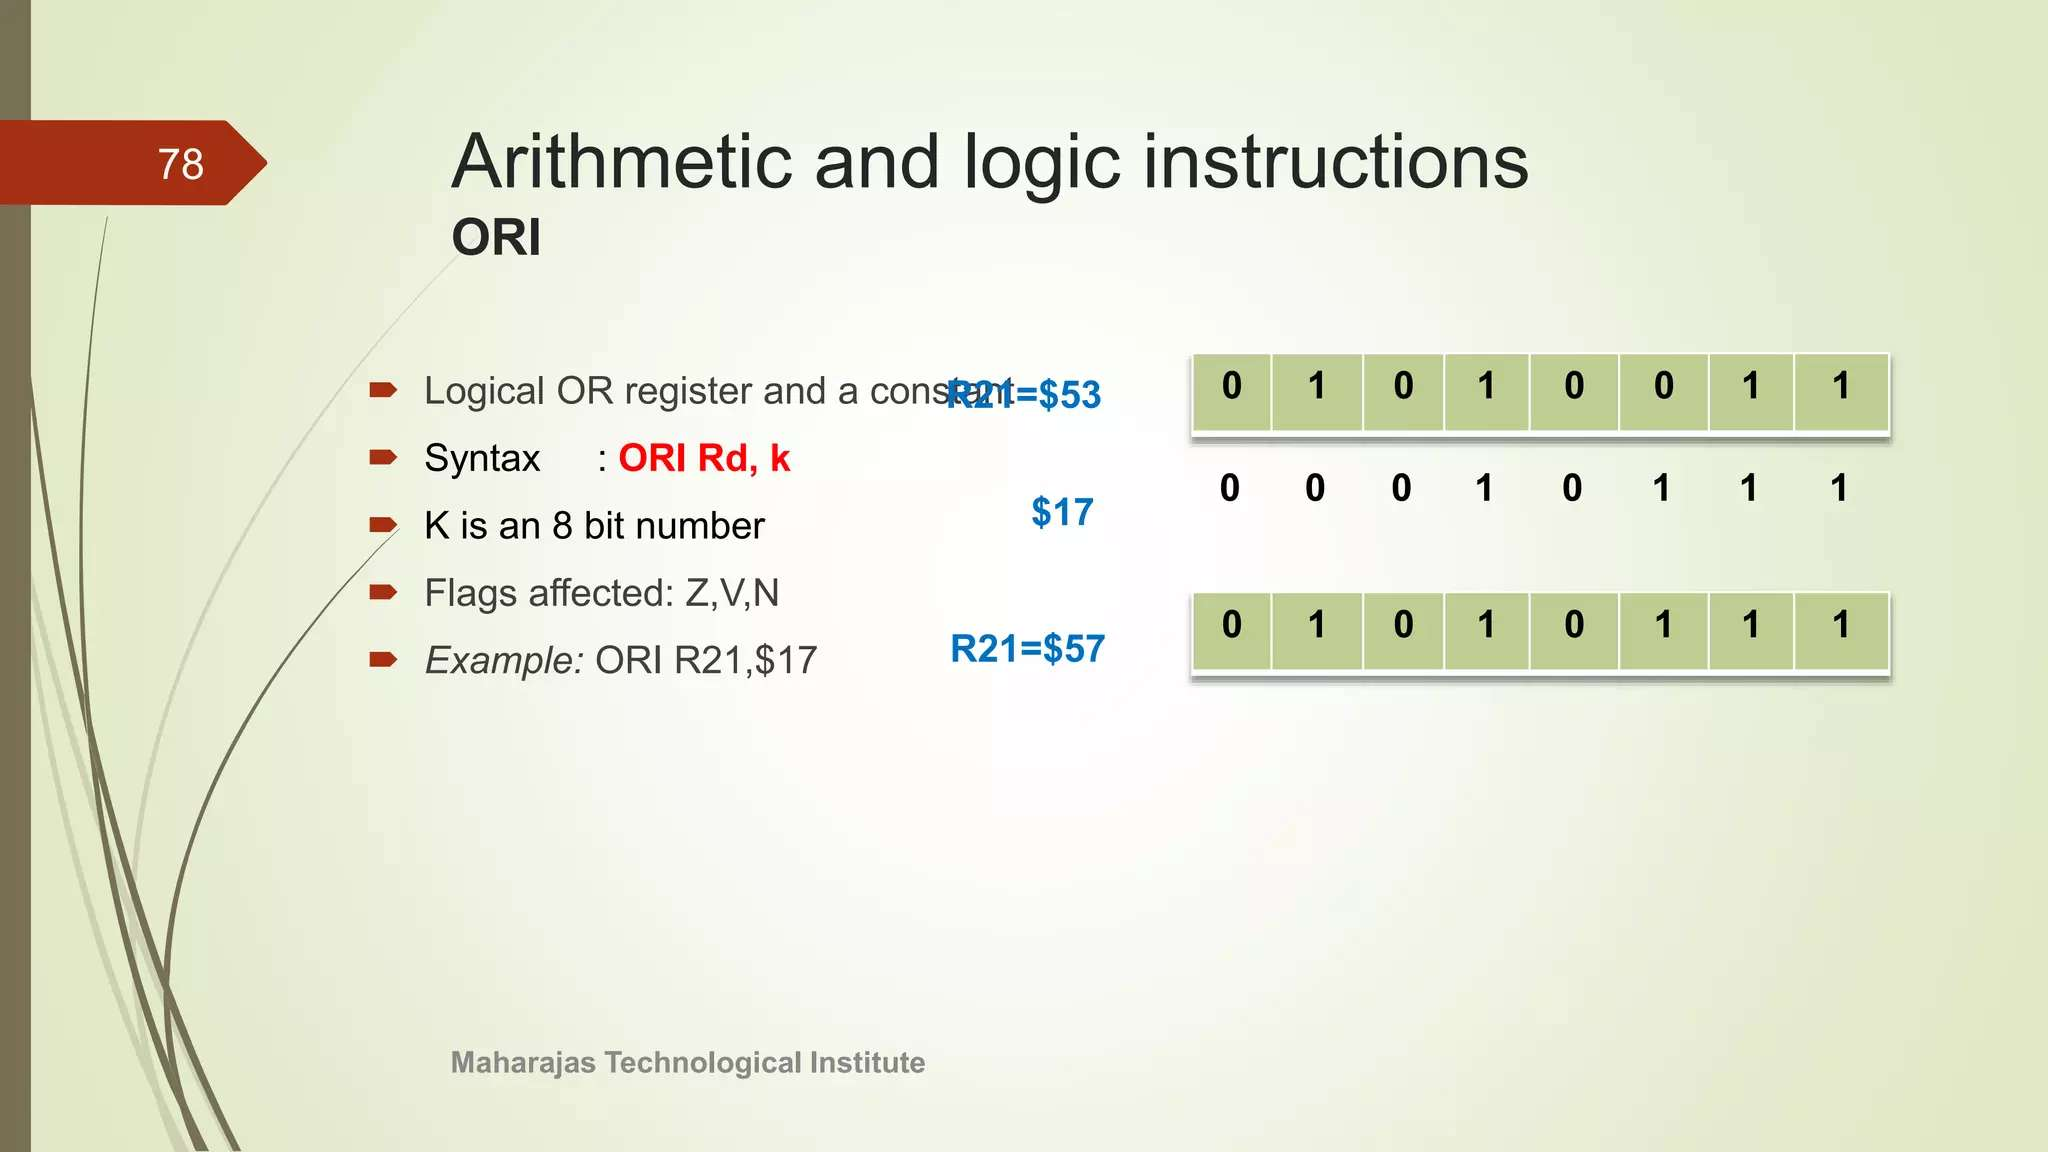 78
Arithmetic and logic instructions
ORI
Logical OR register and a constant
Syntax : ORI Rd, k
K is an 8 bit number
Flags affected: Z,V,N
Example: ORI R21,$17
R21=$53
0 1 0 1 0 0 1 1
$17
0 0 0 1 0 1 1 1
R21=$57
0 1 0 1 0 1 1 1
Maharajas Technological Institute